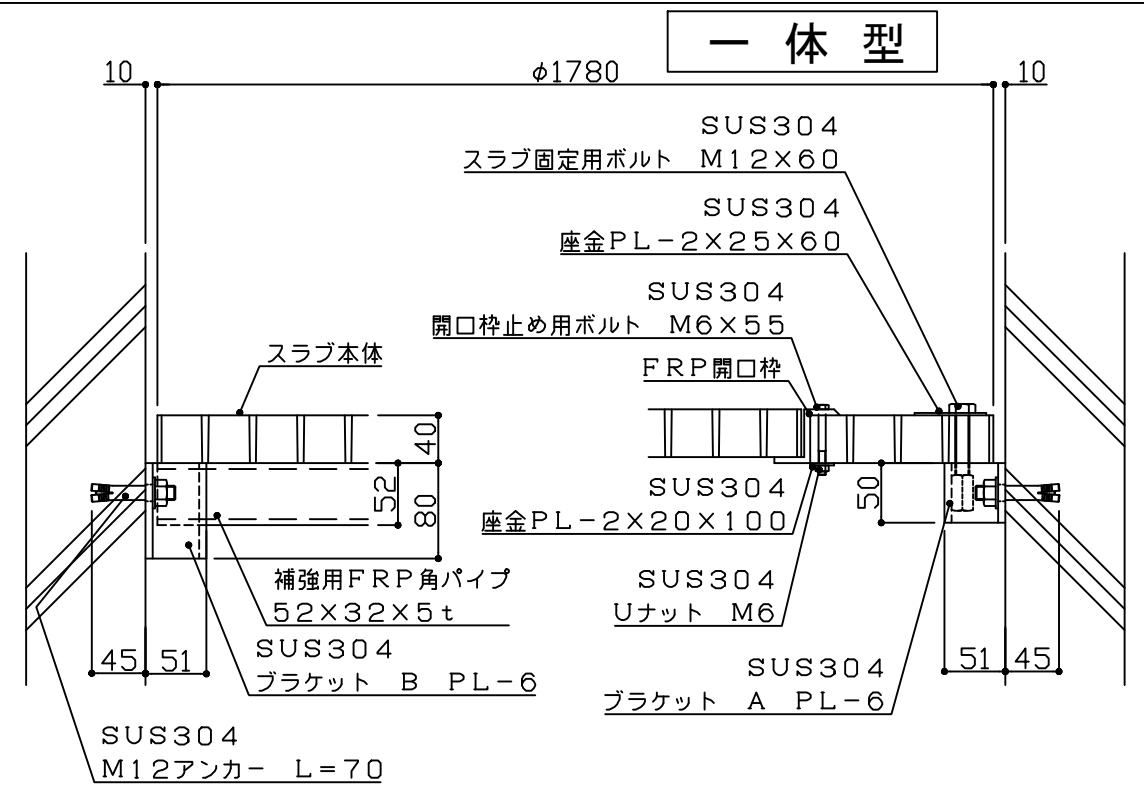 一体型
10
φ1780
10
SUS304
スラブ固定用ボルト M12×60
SUS304
座金PL-2×25×60
SUS304
開口枠止め用ボルト M6×55
スラブ本体
FRP開口枠
40
52
80
50
SUS304
座金PL-2×20×100
補強用FRP角パイプ
52×32×5t
SUS304
Uナット M6
45
51
SUS304
ブラケット B PL-6
SUS304
ブラケット A PL-6
51
45
SUS304
M12アンカー L=70